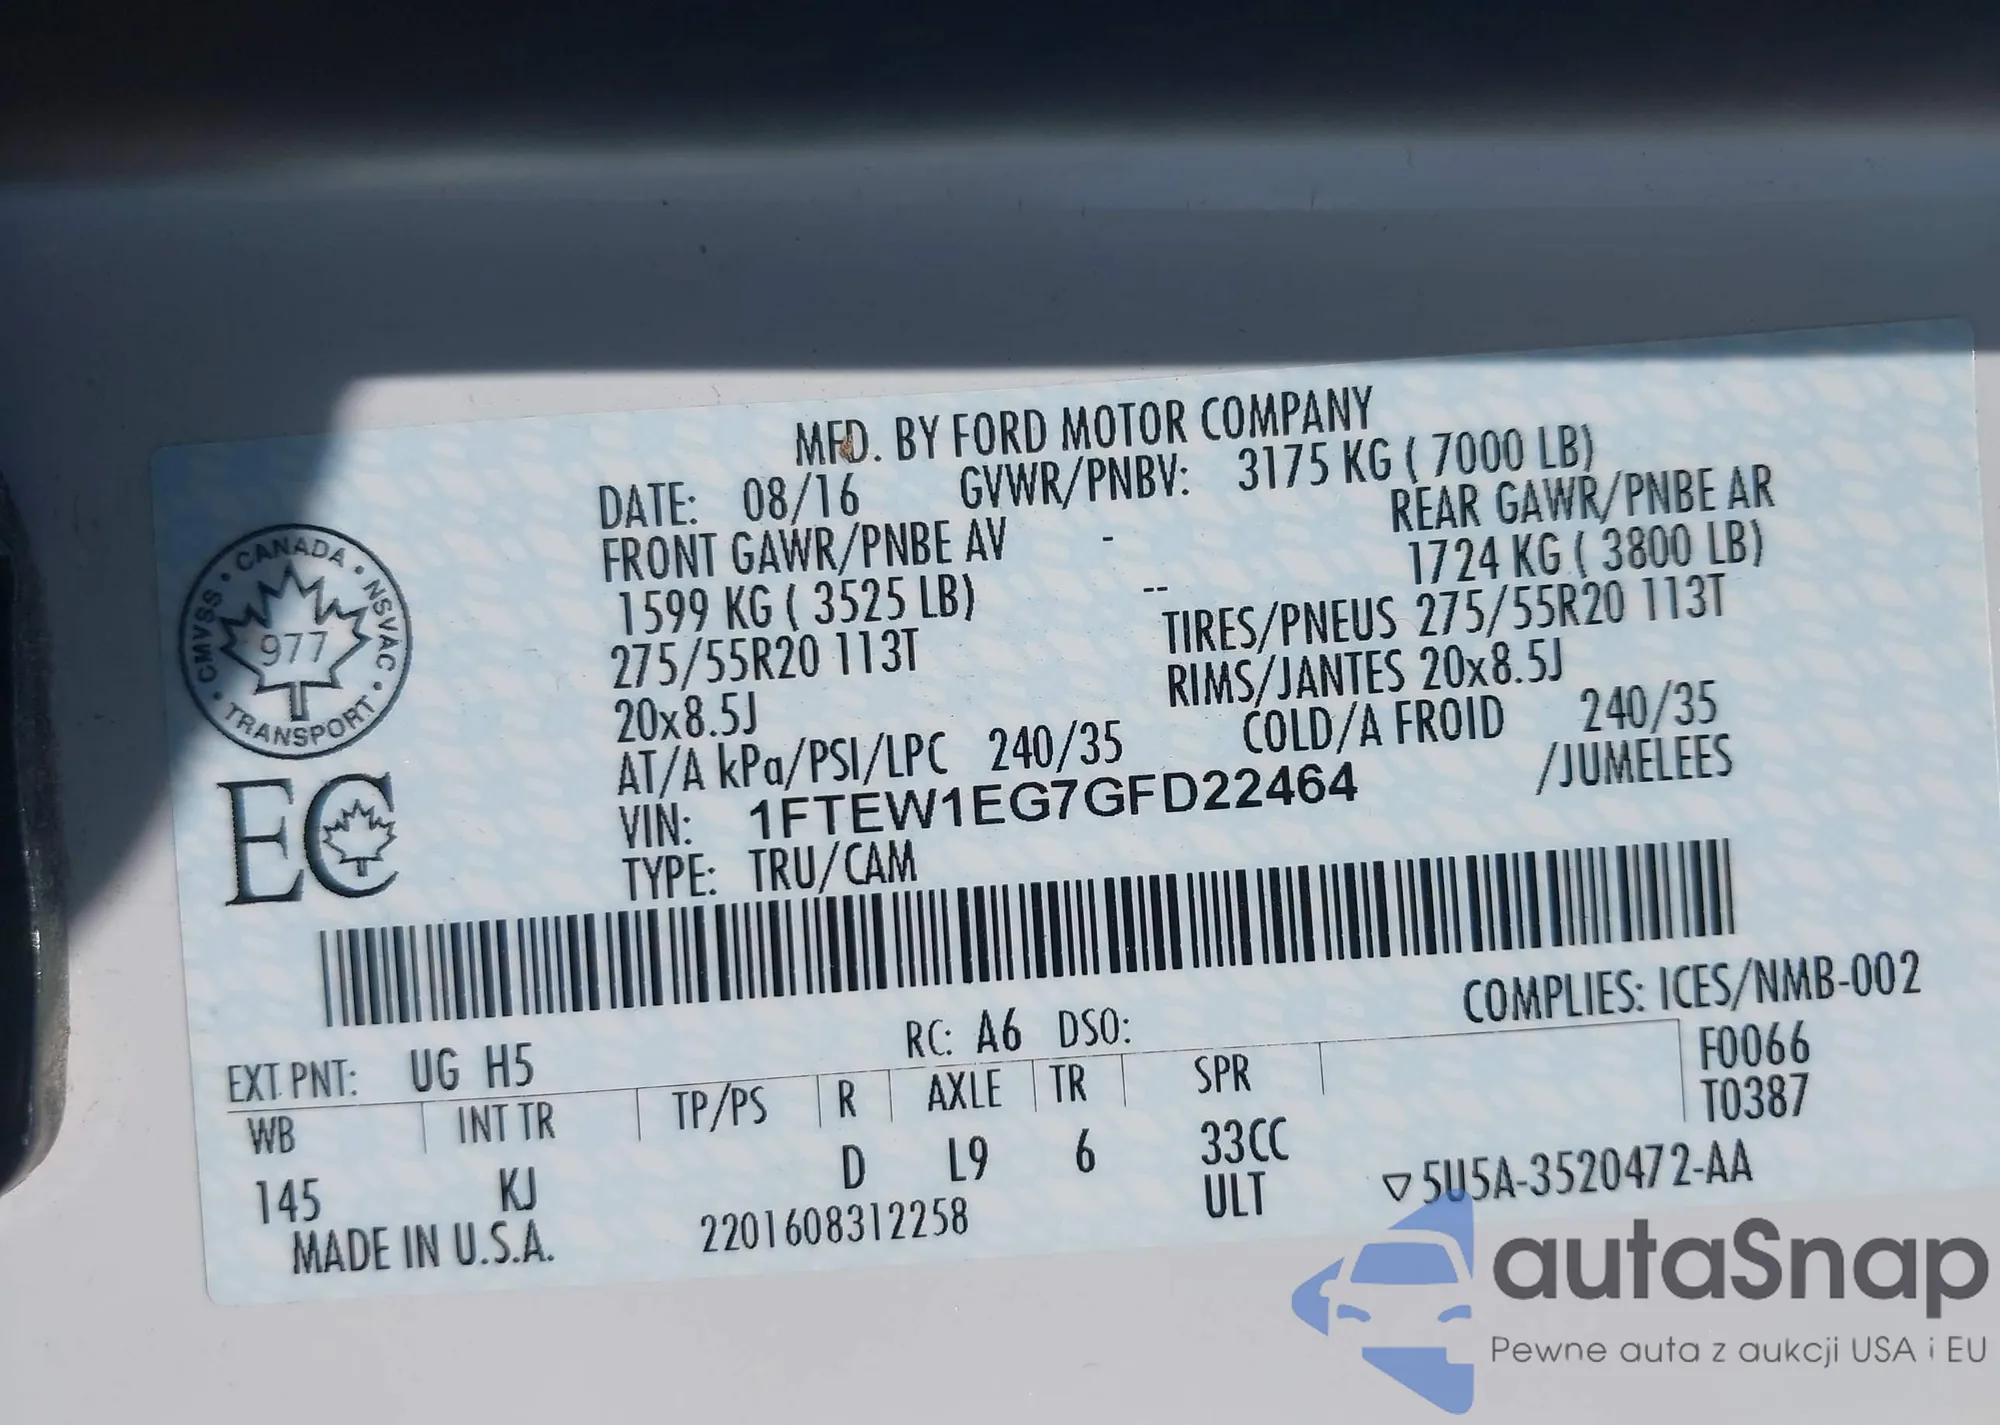 MFD. BY FORD MOTOR COMPANY
DATE: 08/16 GVWR/PNBV: 3175 KG ( 7000 LB)
FRONT GAWR/PNBE AV - REAR GAWR/PNBE AR
1599 KG ( 3525 LB) -- 1724 KG ( 3800 LB)
275/55R20 113T TIRES/PNEUS 275/55R20 113T
20x8.5J RIMS/JANTES 20x8.5J
AT/A kPa/PSI/LPC 240/35 COLD/A FROID 240/35
VIN: 1FTEW1EG7GFD22464 /JUMELEES
TYPE: TRU/CAM
CANADA · NSVAC · TRANSPORT · CMVSS ·
977
EC
COMPLIES: ICES/NMB-002
EXT. PNT: UG H5 RC: A6 DSO: F0066
WB INT TR TP/PS R AXLE TR SPR T0387
145 KJ D L9 6 33CC
ULT ▽5U5A-3520472-AA
MADE IN U.S.A. 2201608312258
autaSnap
Pewne auta z aukcji USA i EU